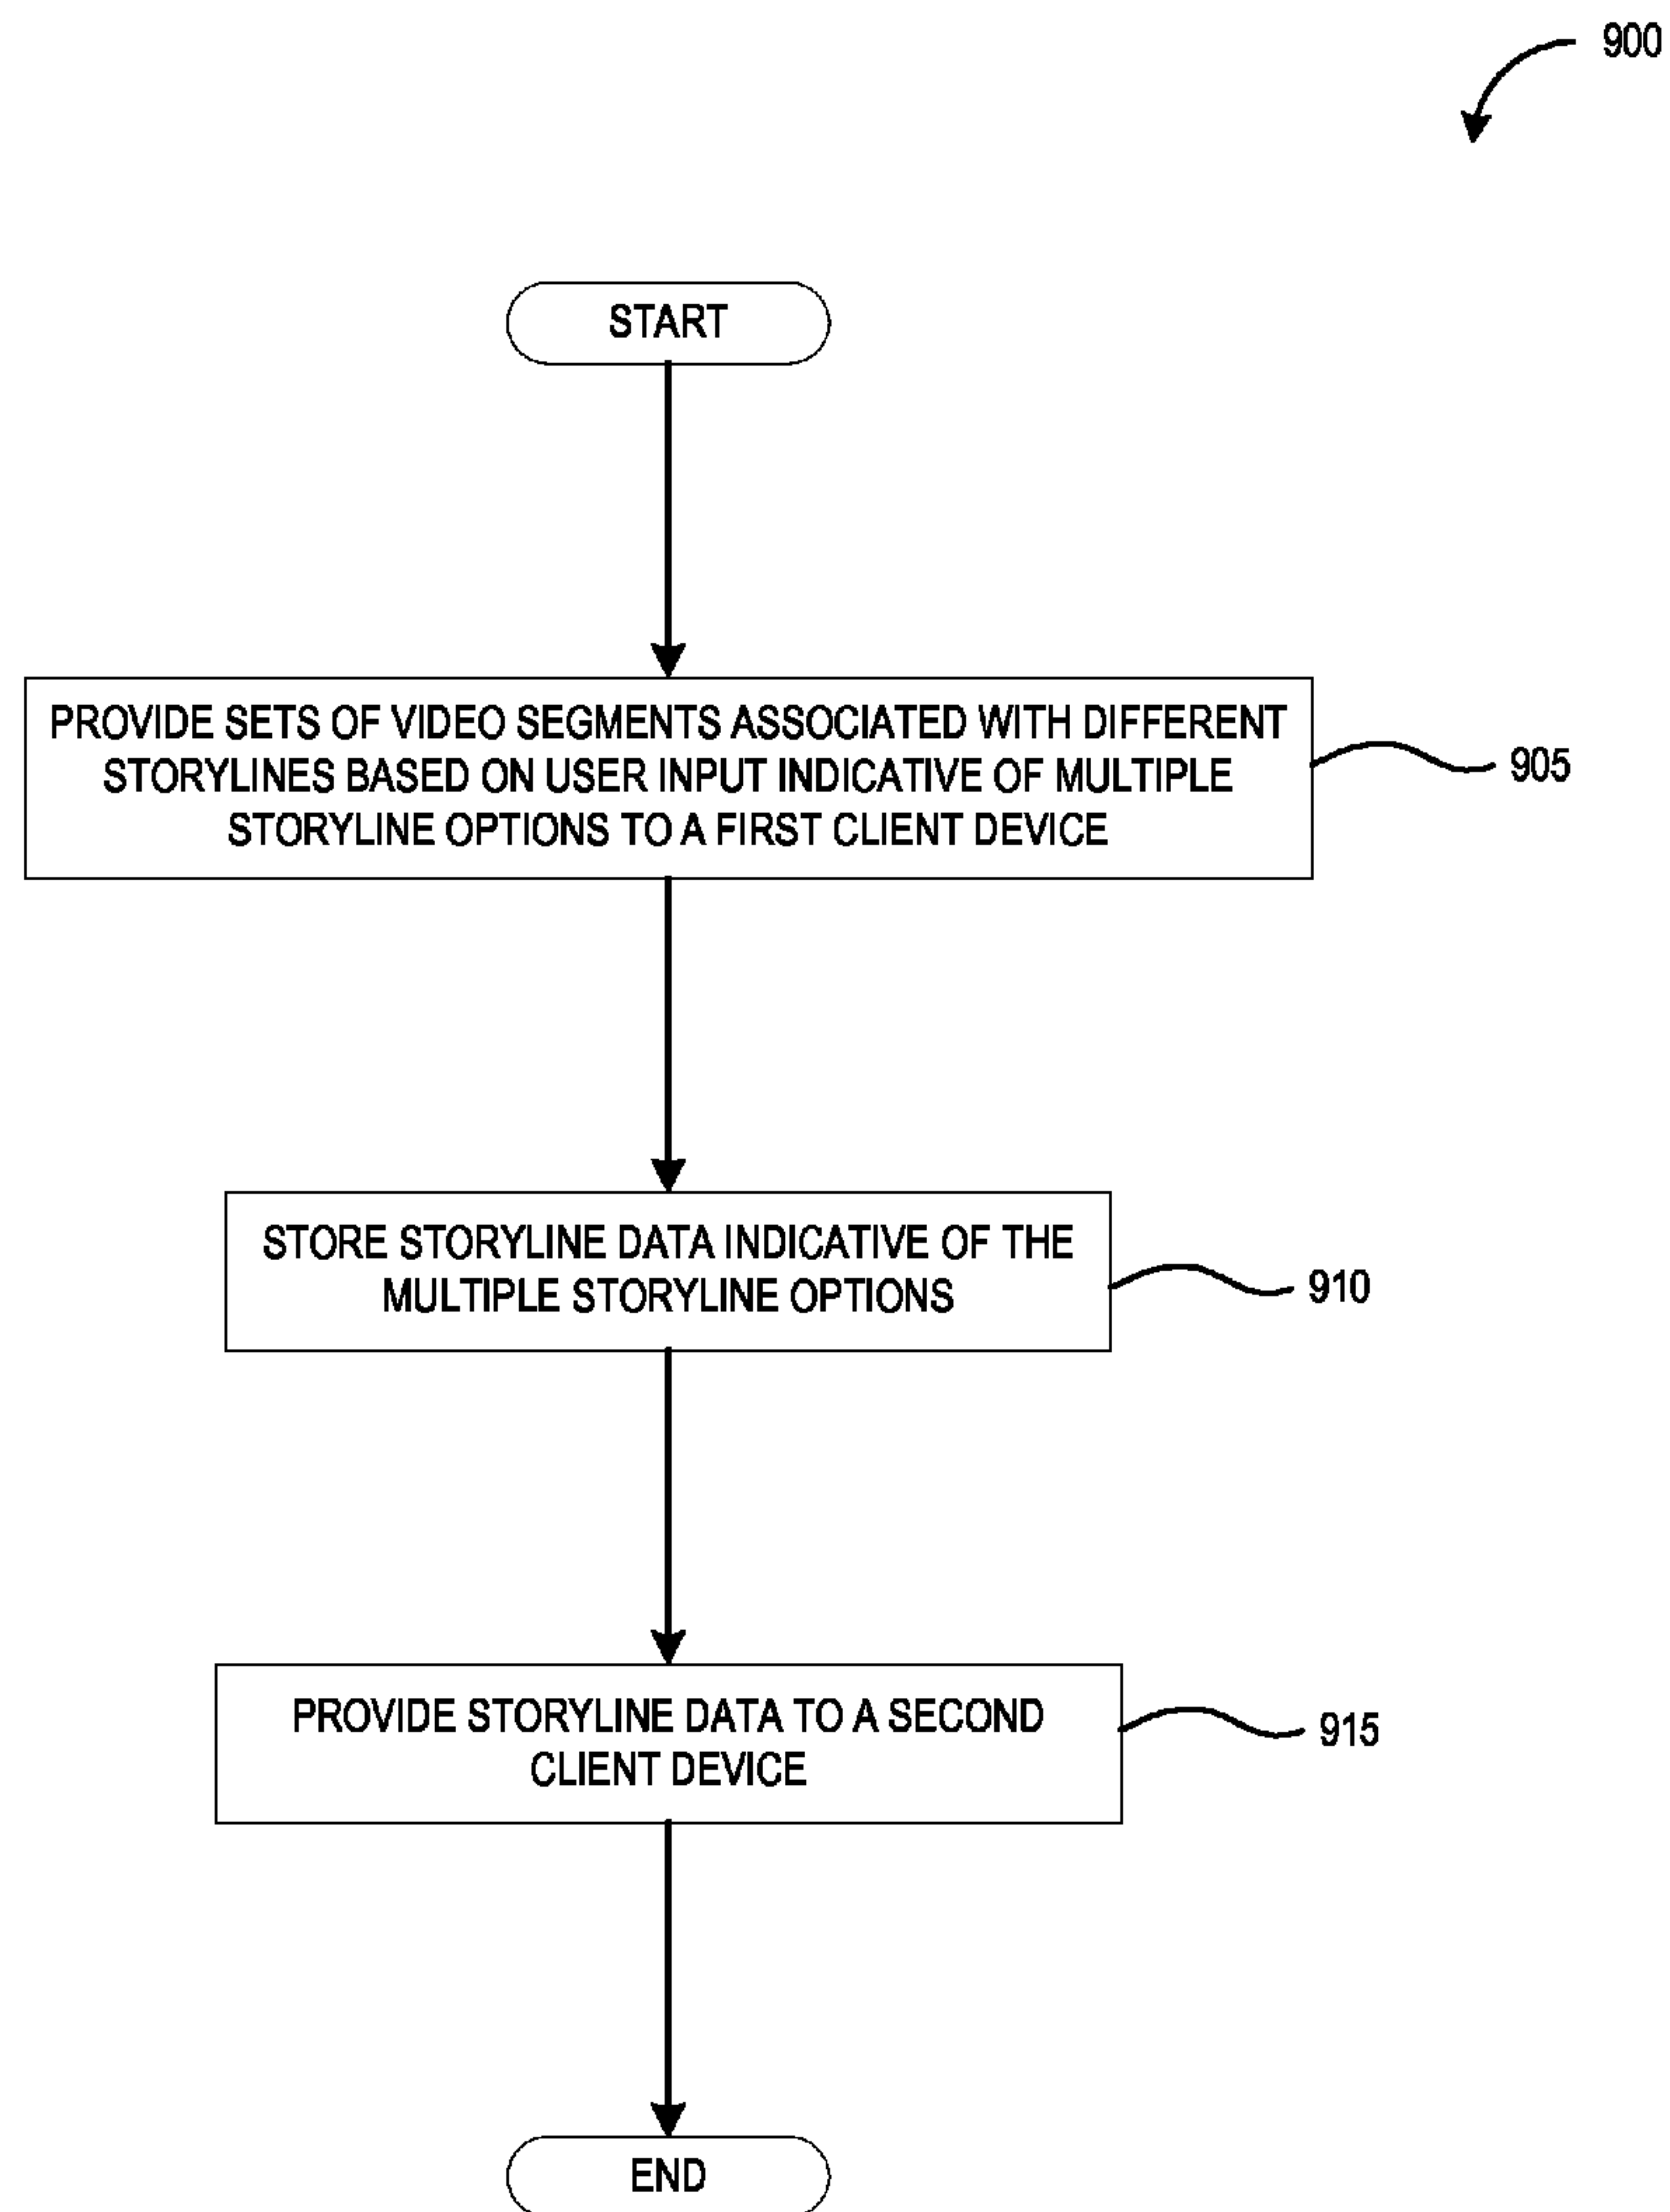 900
START
PROVIDE SETS OF VIDEO SEGMENTS ASSOCIATED WITH DIFFERENT
STORYLINES BASED ON USER INPUT INDICATIVE OF MULTIPLE
STORYLINE OPTIONS TO A FIRST CLIENT DEVICE
905
STORE STORYLINE DATA INDICATIVE OF THE
MULTIPLE STORYLINE OPTIONS
910
PROVIDE STORYLINE DATA TO A SECOND
CLIENT DEVICE
915
END